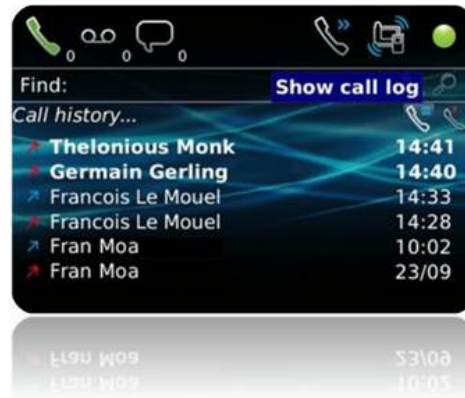 0 0 0
Find: Show call log
Call history...
Thelonious Monk 14:41
Germain Gerling 14:40
Francois Le Mouel 14:33
Francois Le Mouel 14:28
Fran Moa 10:02
Fran Moa 23/09